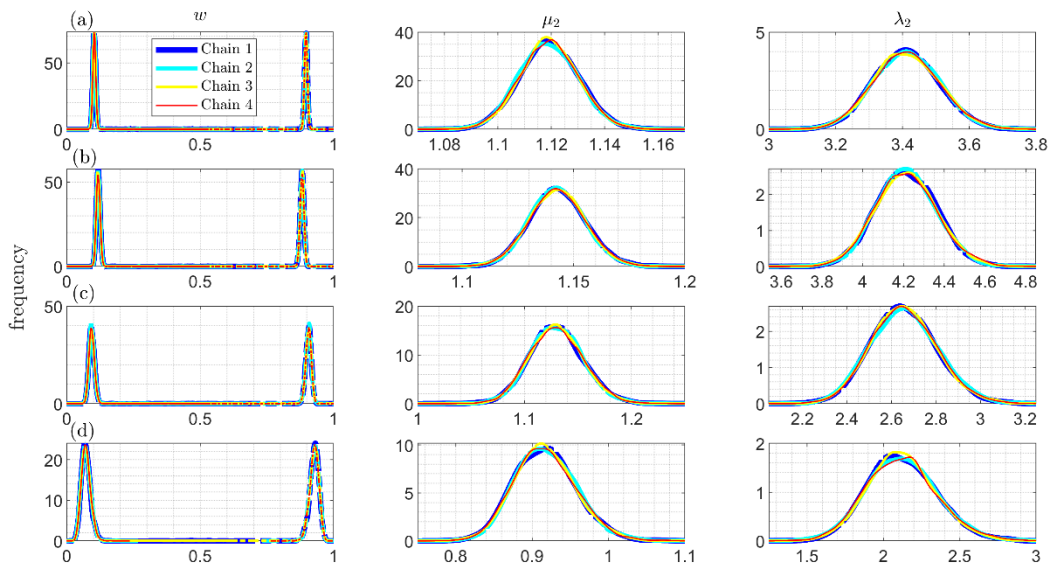 w μ₂ λ₂
(a)
50
0
0 0.5 1
Chain 1
Chain 2
Chain 3
Chain 4
40
20
0
1.08 1.1 1.12 1.14 1.16
5
0
3 3.2 3.4 3.6 3.8
(b)
50
0
0 0.5 1
40
20
0
1.1 1.15 1.2
2
1
0
3.6 3.8 4 4.2 4.4 4.6 4.8
frequency
(c)
50
0
0 0.5 1
20
10
0
1 1.1 1.2
2
1
0
2.2 2.4 2.6 2.8 3 3.2
(d)
20
10
0
0 0.5 1
10
5
0
0.8 0.9 1 1.1
2
1
0
1.5 2 2.5 3